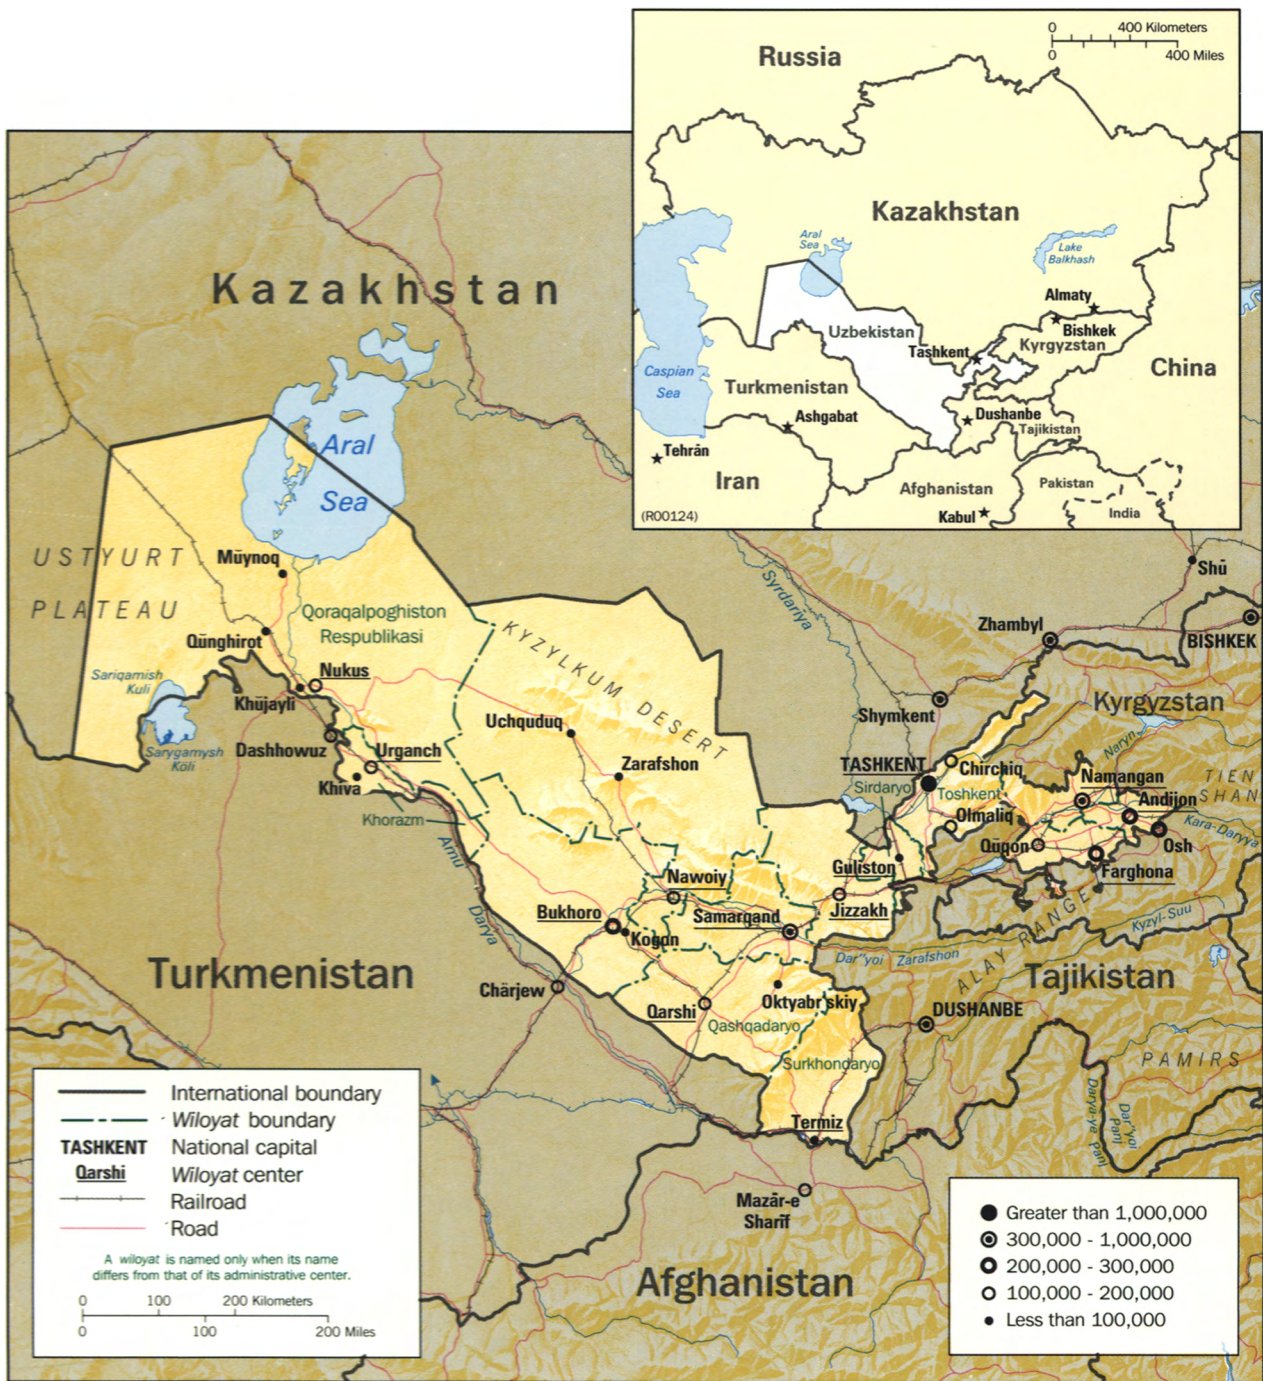 0 400 Kilometers
0 400 Miles
Russia
Kazakhstan
Aral
Sea
Lake
Balkhash
Almaty
Bishkek
Kyrgyzstan
Uzbekistan
Tashkent
China
Caspian
Sea
Turkmenistan
Ashgabat
Dushanbe
Tajikistan
Tehrān
Iran
Afghanistan
Pakistan
India
Kabul
(R00124)
Kazakhstan
Aral
Sea
USTYURT
PLATEAU
Mŭynoq
Qoraqalpoghiston
Respublikasi
Qŭnghirot
Sariqamish
Kuli
Nukus
Khŭjayli
Sarygamysh
Köli
Dashhowuz
Urganch
Khiva
Khorazm
KYZYLKUM DESERT
Uchquduq
Zarafshon
Syrdariya
Shū
Zhambyl
BISHKEK
Shymkent
Kyrgyzstan
Naryn
TASHKENT
Chirchiq
Sirdaryo
Toshkent
Namangan
TIEN
SHAN
Andijon
Olmaliq
Kara-Daryya
Qŭqon
Osh
Guliston
Farghona
Amu
Darya
Nawoiy
Jizzakh
Bukhoro
Samarqand
Kogon
ALAY RANGE
Kyzyl-Suu
Dar"yoi Zarafshon
Turkmenistan
Chärjew
Tajikistan
Oktyabr'skiy
Qarshi
Qashqadaryo
DUSHANBE
Surkhondaryo
PAMIRS
Darya-ye Panj
Dar"yoi
Panj
Termiz
Mazār-e
Sharīf
Afghanistan
International boundary
Wiloyat boundary
TASHKENT National capital
Qarshi Wiloyat center
Railroad
Road
A wiloyat is named only when its name
differs from that of its administrative center.
0 100 200 Kilometers
0 100 200 Miles
Greater than 1,000,000
300,000 - 1,000,000
200,000 - 300,000
100,000 - 200,000
Less than 100,000